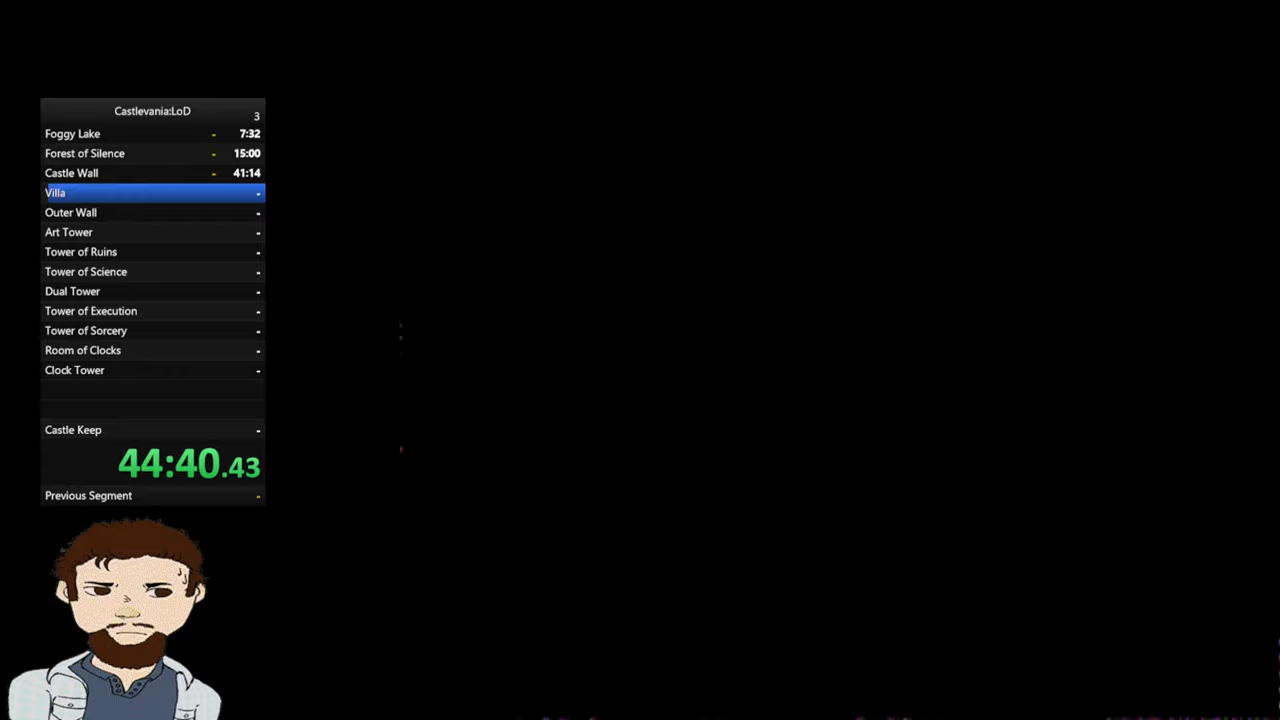 Castlevania:LoD
3
Foggy Lake - 7:32
Forest of Silence - 15:00
Castle Wall - 41:14
Villa -
Outer Wall -
Art Tower -
Tower of Ruins -
Tower of Science -
Dual Tower -
Tower of Execution -
Tower of Sorcery -
Room of Clocks -
Clock Tower -
Castle Keep -
44:40.43
Previous Segment -